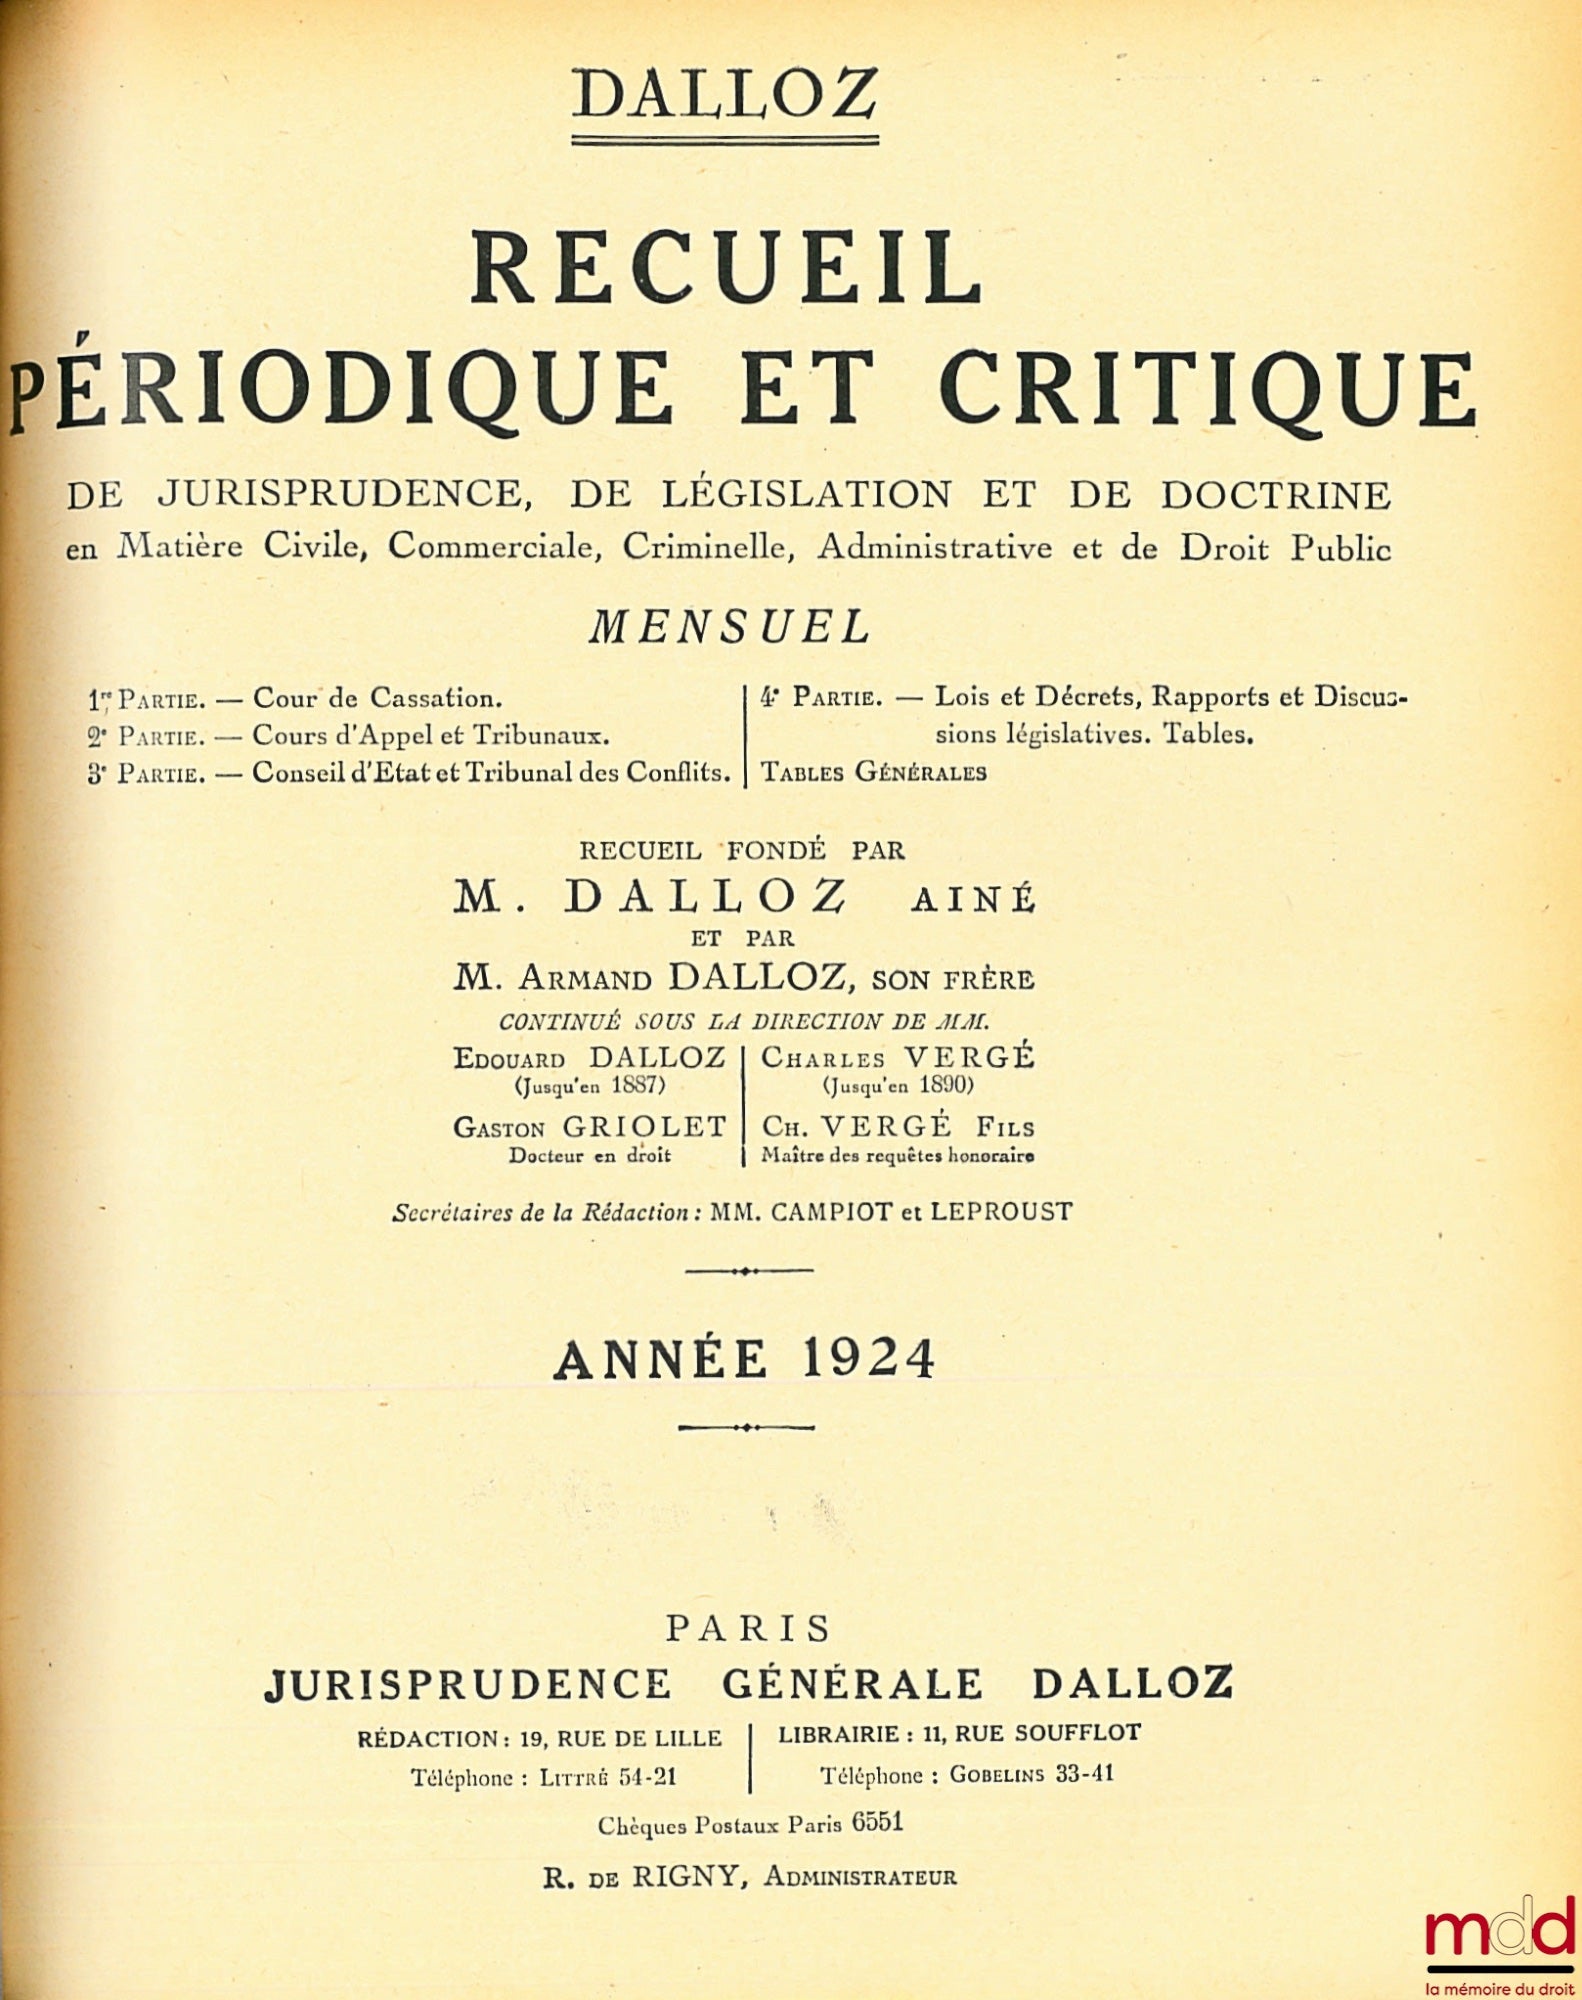 DALLOZ
RECUEIL
PÉRIODIQUE ET CRITIQUE
DE JURISPRUDENCE, DE LÉGISLATION ET DE DOCTRINE
en Matière Civile, Commerciale, Criminelle, Administrative et de Droit Public
MENSUEL
1re PARTIE. — Cour de Cassation.
2e PARTIE. — Cours d'Appel et Tribunaux.
3e PARTIE. — Conseil d'Etat et Tribunal des Conflits.
4e PARTIE. — Lois et Décrets, Rapports et Discus-
sions législatives. Tables.
TABLES GÉNÉRALES
RECUEIL FONDÉ PAR
M. DALLOZ AINÉ
ET PAR
M. ARMAND DALLOZ, SON FRÈRE
CONTINUÉ SOUS LA DIRECTION DE MM.
EDOUARD DALLOZ
(Jusqu'en 1887)
GASTON GRIOLET
Docteur en droit
CHARLES VERGÉ
(Jusqu'en 1890)
CH. VERGÉ FILS
Maître des requêtes honoraire
Secrétaires de la Rédaction : MM. CAMPIOT et LEPROUST
ANNÉE 1924
PARIS
JURISPRUDENCE GÉNÉRALE DALLOZ
RÉDACTION : 19, RUE DE LILLE
Téléphone : LITTRÉ 54-21
LIBRAIRIE : 11, RUE SOUFFLOT
Téléphone : GOBELINS 33-41
Chèques Postaux Paris 6551
R. DE RIGNY, ADMINISTRATEUR
mdd
la mémoire du droit